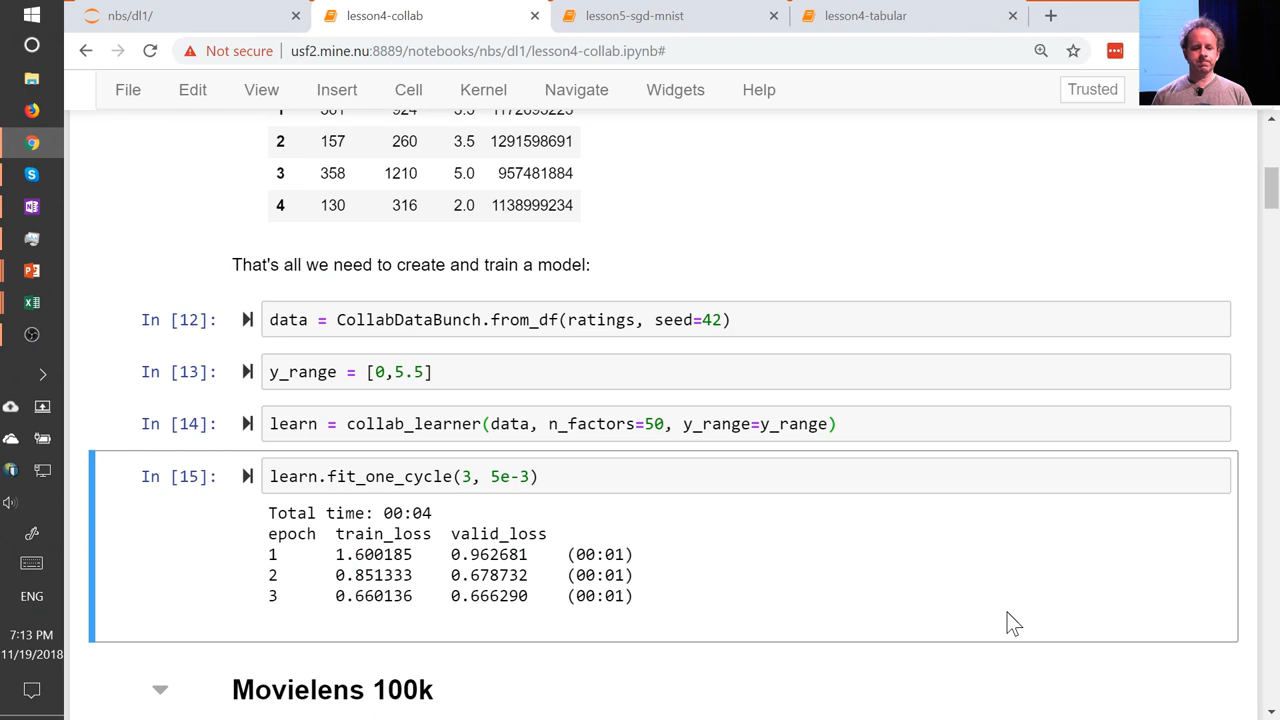 nbs/dl1/
lesson4-collab
lesson5-sgd-mnist
lesson4-tabular
Not secure usf2.mine.nu:8889/notebooks/nbs/dl1/lesson4-collab.ipynb#
File Edit View Insert Cell Kernel Navigate Widgets Help Trusted
2 157 260 3.5 1291598691
3 358 1210 5.0 957481884
4 130 316 2.0 1138999234
That's all we need to create and train a model:
In [12]: data = CollabDataBunch.from_df(ratings, seed=42)
In [13]: y_range = [0,5.5]
In [14]: learn = collab_learner(data, n_factors=50, y_range=y_range)
In [15]: learn.fit_one_cycle(3, 5e-3)
Total time: 00:04
epoch train_loss valid_loss
1 1.600185 0.962681 (00:01)
2 0.851333 0.678732 (00:01)
3 0.660136 0.666290 (00:01)
Movielens 100k
ENG
7:13 PM
11/19/2018